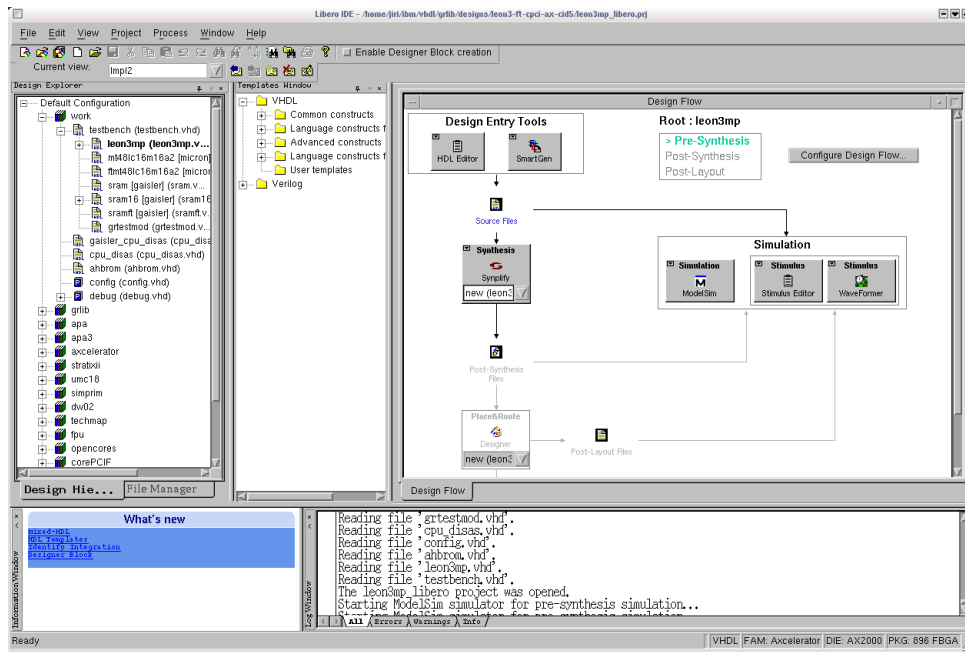 Libero IDE - /home/jiri/ibm/vhdl/grlib/designs/leon3-ft-cpci-ax-cid5/leon3mp_libero.prj
File Edit View Project Process Window Help
Enable Designer Block creation
Current view: Impl2
Design Explorer
Default Configuration
work
testbench (testbench.vhd)
leon3mp (leon3mp.v...
mt48lc16m16a2 [micron]
ftmt48lc16m16a2 [micror
sram [gaisler] (sram.v...
sram16 [gaisler] (sram16
sramft [gaisler] (sramft.v.
grtestmod (grtestmod.v...
gaisler_cpu_disas (cpu_disa
cpu_disas (cpu_disas.vhd)
ahbrom (ahbrom.vhd)
config (config.vhd)
debug (debug.vhd)
grlib
apa
apa3
axcelerator
stratixii
umc18
simprim
dw02
techmap
fpu
opencores
corePCIF
Design Hie... File Manager
Templates Window
VHDL
Common constructs
Language constructs f
Advanced constructs
Language constructs f
User templates
Verilog
Design Flow
Design Entry Tools
HDL Editor
SmartGen
Root : leon3mp
> Pre-Synthesis
Post-Synthesis
Post-Layout
Configure Design Flow...
Source Files
Synthesis
Synplify
new (leon3
Simulation
Simulation
ModelSim
Stimulus
Stimulus Editor
Stimulus
WaveFormer
Post-Synthesis
Files
Place&Route
Designer
new (leon3
Post-Layout Files
Design Flow
Information Window
What's new
Mixed-HDL
HDL Templates
Identify Integration
Designer Block
Log Window
Reading file 'grtestmod.vhd'.
Reading file 'cpu_disas.vhd'.
Reading file 'config.vhd'.
Reading file 'ahbrom.vhd'.
Reading file 'leon3mp.vhd'.
Reading file 'testbench.vhd'.
The leon3mp_libero project was opened.
Starting ModelSim simulator for pre-synthesis simulation...
Starting ModelSim simulator for pre-synthesis simulation
All Errors Warnings Info
Ready
VHDL FAM: Axcelerator DIE: AX2000 PKG: 896 FBGA